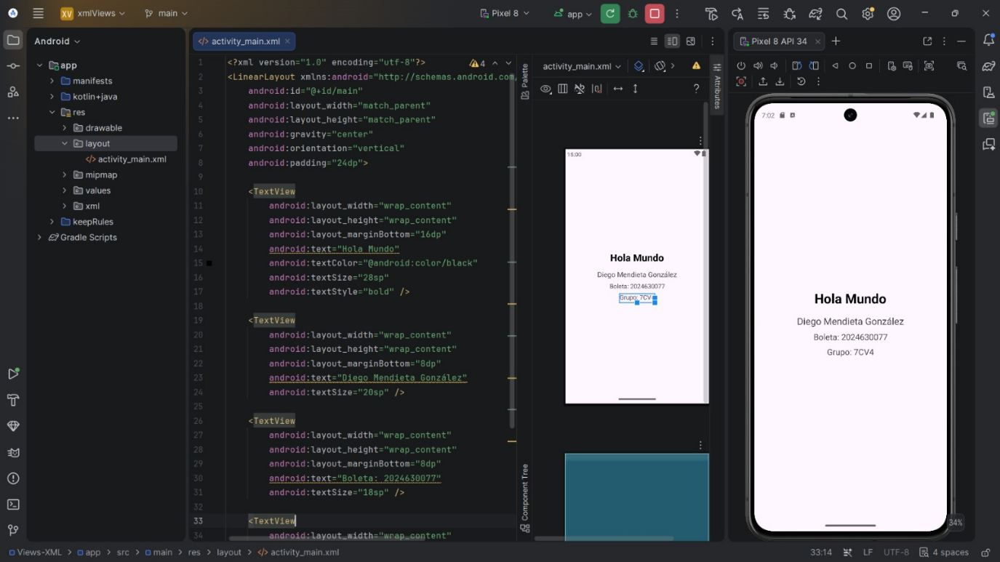 XV xmlViews main Pixel 8 app
Android
app
manifests
kotlin+java
res
drawable
layout
activity_main.xml
mipmap
values
xml
keepRules
Gradle Scripts
activity_main.xml
1 <?xml version="1.0" encoding="utf-8"?> 4
2 <LinearLayout xmlns:android="http://schemas.android.com/
3 android:id="@+id/main"
4 android:layout_width="match_parent"
5 android:layout_height="match_parent"
6 android:gravity="center"
7 android:orientation="vertical"
8 android:padding="24dp">
9
10 <TextView
11 android:layout_width="wrap_content"
12 android:layout_height="wrap_content"
13 android:layout_marginBottom="16dp"
14 android:text="Hola Mundo"
15 android:textColor="@android:color/black"
16 android:textSize="28sp"
17 android:textStyle="bold" />
18
19 <TextView
20 android:layout_width="wrap_content"
21 android:layout_height="wrap_content"
22 android:layout_marginBottom="8dp"
23 android:text="Diego Mendieta González"
24 android:textSize="20sp" />
25
26 <TextView
27 android:layout_width="wrap_content"
28 android:layout_height="wrap_content"
29 android:layout_marginBottom="8dp"
30 android:text="Boleta: 2024630077"
31 android:textSize="18sp" />
32
33 <TextView
34 android:layout_width="wrap_content"
Palette
Component Tree
activity_main.xml
?
Attributes
15:00
Hola Mundo
Diego Mendieta González
Boleta: 2024630077
Grupo: 7CV4
Pixel 8 API 34
7:02
Hola Mundo
Diego Mendieta González
Boleta: 2024630077
Grupo: 7CV4
34%
Views-XML > app > src > main > res > layout > activity_main.xml
33:14 LF UTF-8 4 spaces